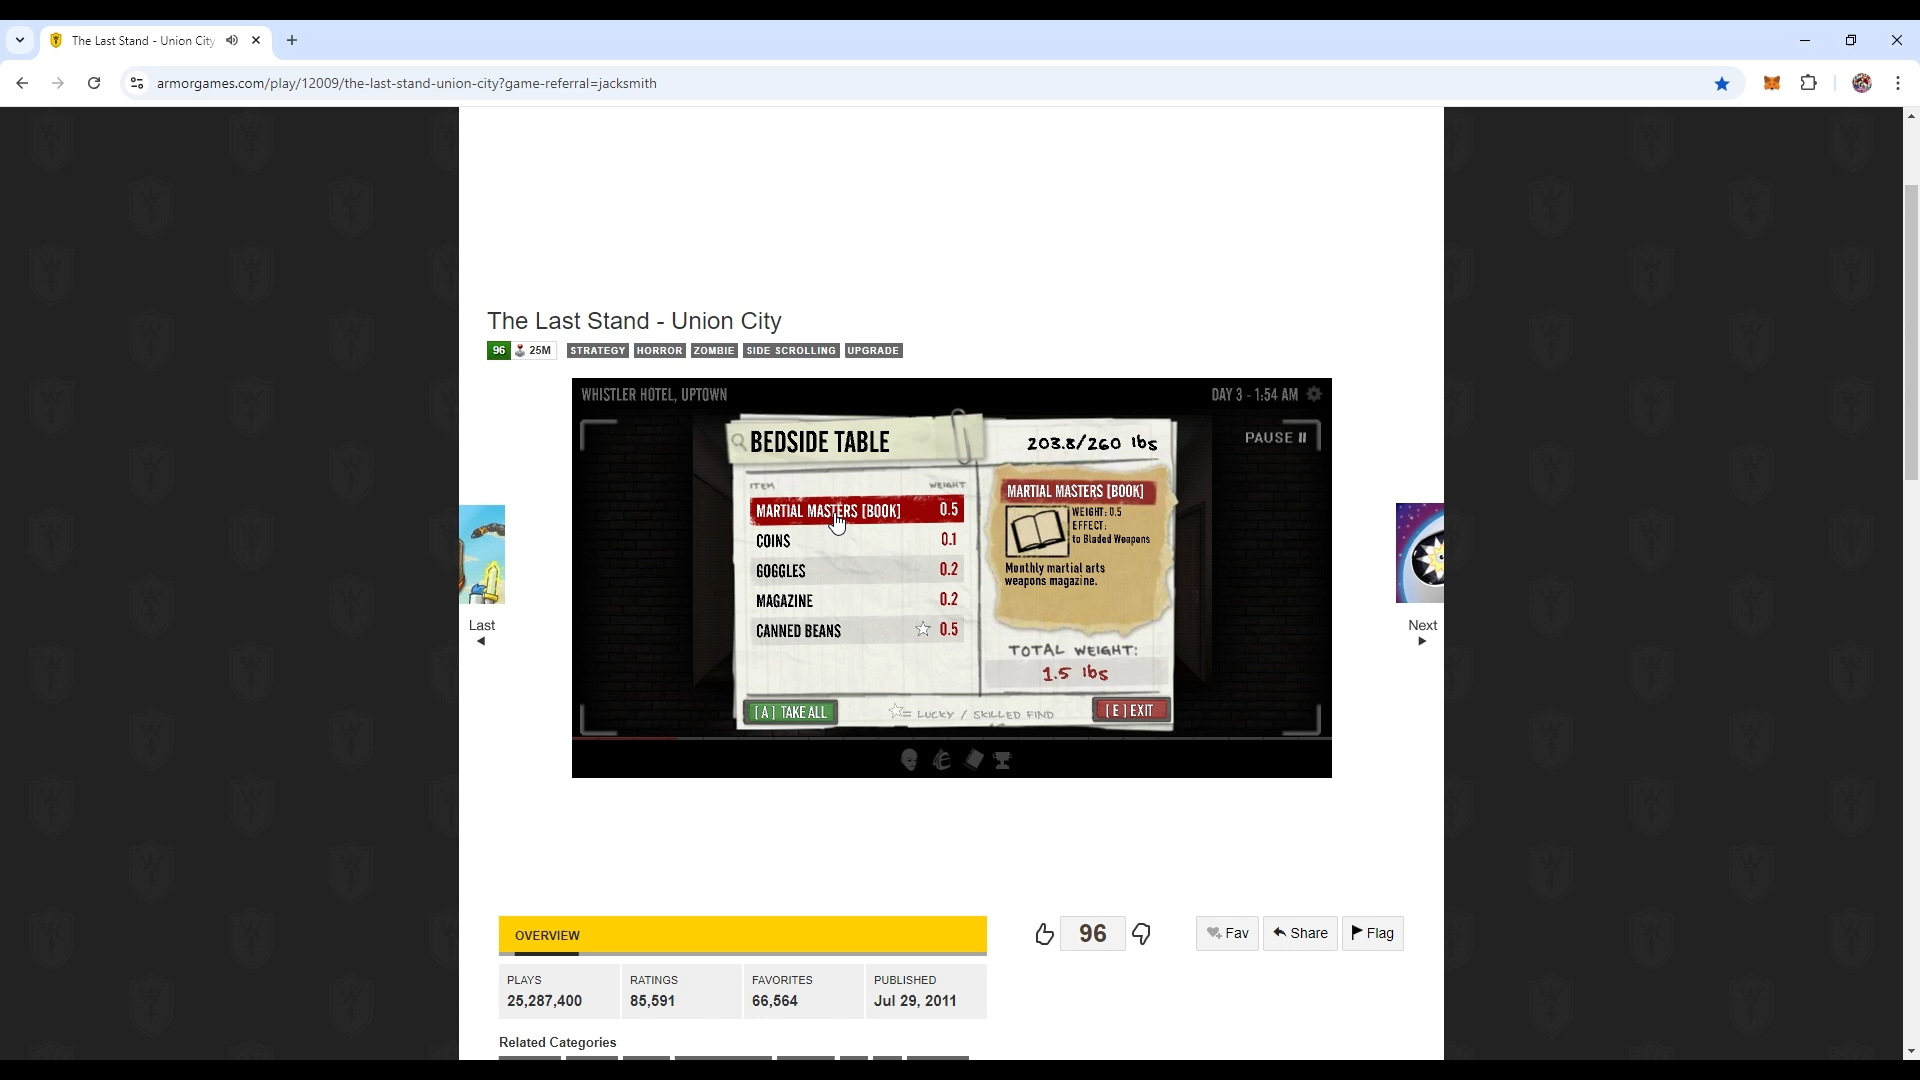 The Last Stand - Union City
armorgames.com/play/12009/the-last-stand-union-city?game-referral=jacksmith
The Last Stand - Union City
96 25M STRATEGY HORROR ZOMBIE SIDE SCROLLING UPGRADE
WHISTLER HOTEL, UPTOWN
DAY 3 - 1:54 AM
PAUSE
BEDSIDE TABLE
203.8/260 lbs
ITEM WEIGHT
MARTIAL MASTERS [BOOK] 0.5
COINS 0.1
GOGGLES 0.2
MAGAZINE 0.2
CANNED BEANS 0.5
MARTIAL MASTERS [BOOK]
WEIGHT: 0.5
EFFECT:
to Bladed Weapons
Monthly martial arts
weapons magazine.
TOTAL WEIGHT:
1.5 lbs
[ A ] TAKE ALL
= LUCKY / SKILLED FIND
[ E ] EXIT
Last
Next
OVERVIEW
96
Fav
Share
Flag
PLAYS
25,287,400
RATINGS
85,591
FAVORITES
66,564
PUBLISHED
Jul 29, 2011
Related Categories